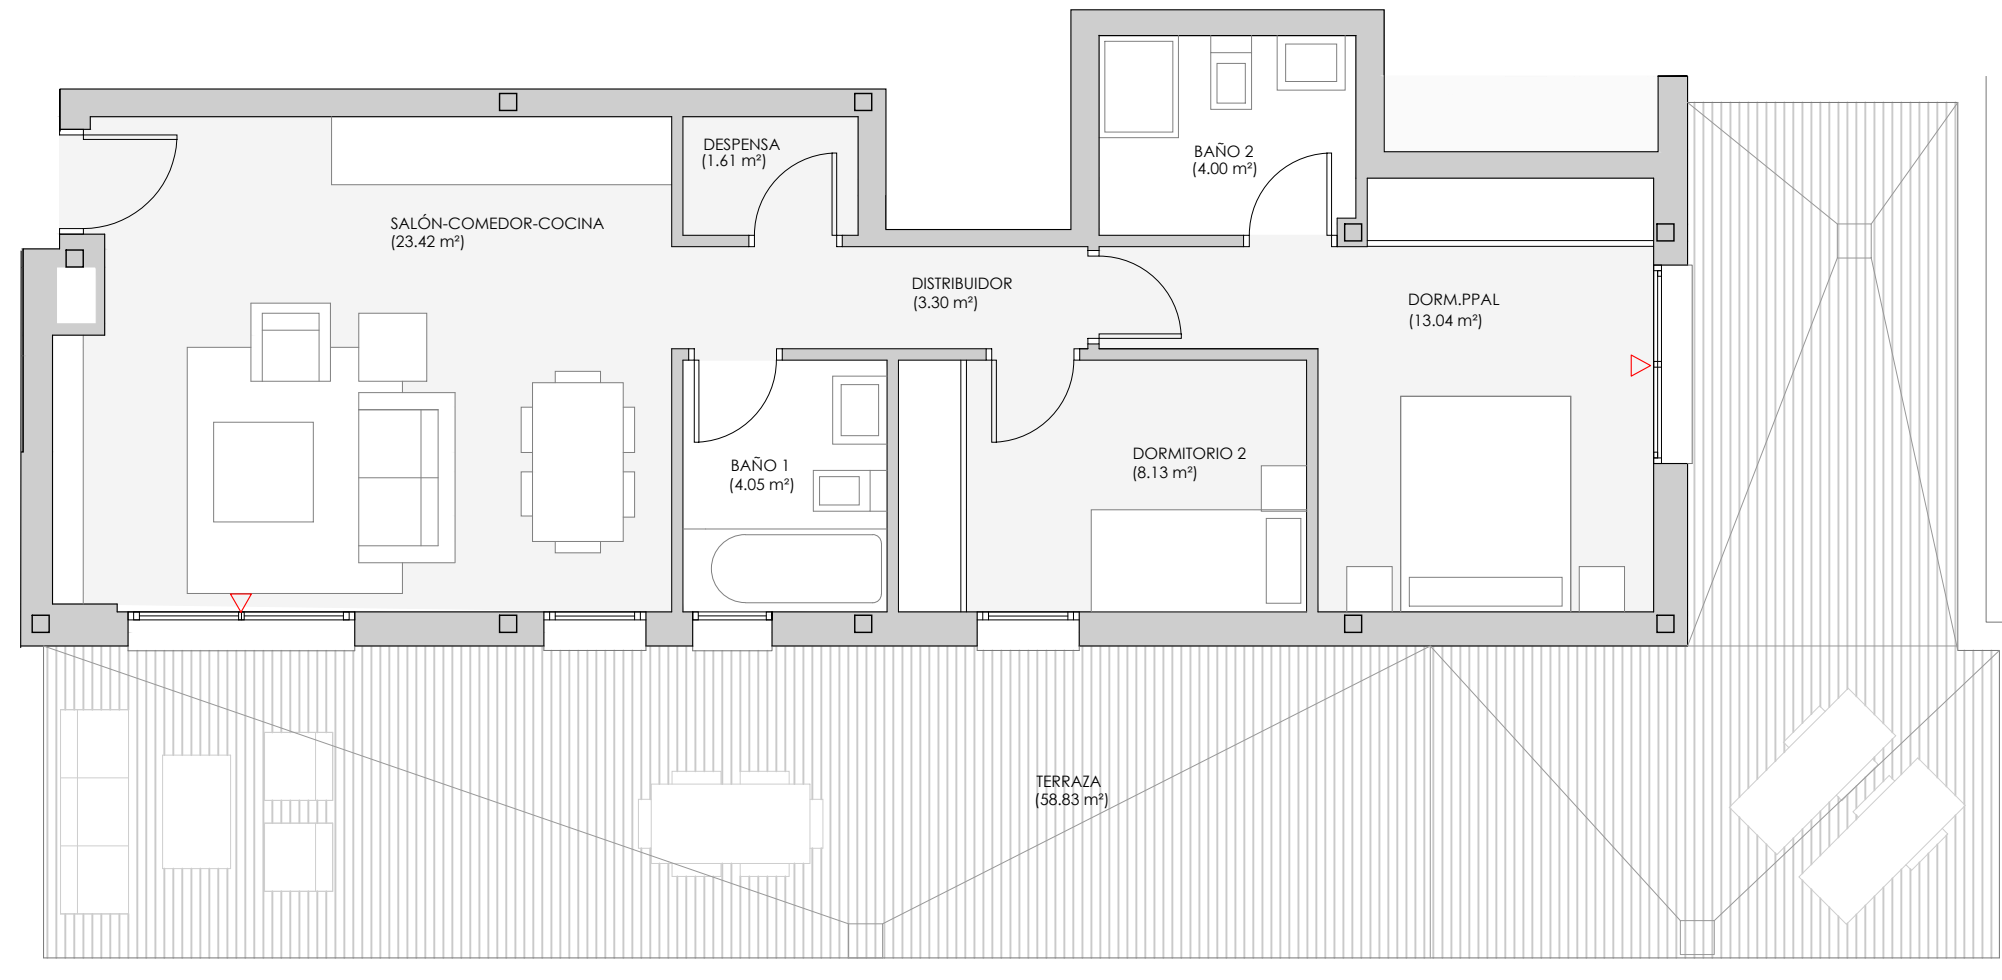 DESPENSA
(1.61 m²)
BAÑO 2
(4.00 m²)
SALÓN-COMEDOR-COCINA
(23.42 m²)
DISTRIBUIDOR
(3.30 m²)
DORM.PPAL
(13.04 m²)
BAÑO 1
(4.05 m²)
DORMITORIO 2
(8.13 m²)
TERRAZA
(58.83 m²)